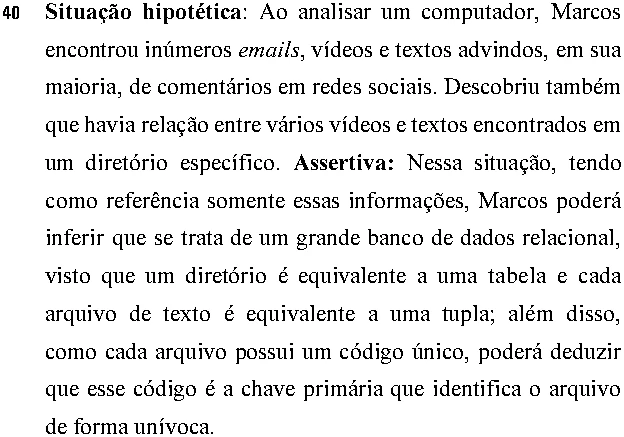 40 Situação hipotética: Ao analisar um computador, Marcos
encontrou inúmeros emails, vídeos e textos advindos, em sua
maioria, de comentários em redes sociais. Descobriu também
que havia relação entre vários vídeos e textos encontrados em
um diretório específico. Assertiva: Nessa situação, tendo
como referência somente essas informações, Marcos poderá
inferir que se trata de um grande banco de dados relacional,
visto que um diretório é equivalente a uma tabela e cada
arquivo de texto é equivalente a uma tupla; além disso,
como cada arquivo possui um código único, poderá deduzir
que esse código é a chave primária que identifica o arquivo
de forma unívoca.